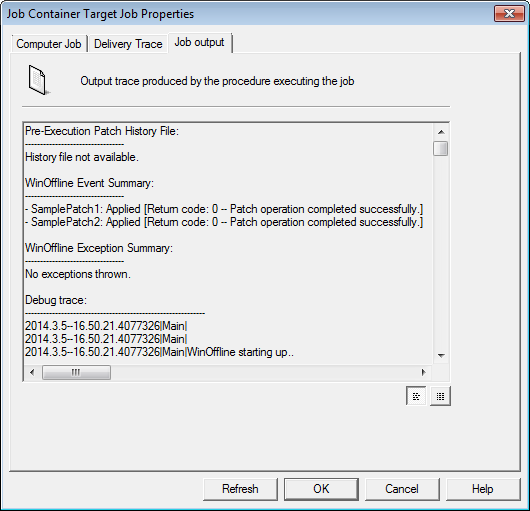 Job Container Target Job Properties
Computer Job
Delivery Trace
Job output
Output trace produced by the procedure executing the job
Pre-Execution Patch History File:
---------------------------------
History file not available.
WinOffline Event Summary:
---------------------------------
- SamplePatch1: Applied [Return code: 0 -- Patch operation completed successfully.]
- SamplePatch2: Applied [Return code: 0 -- Patch operation completed successfully.]
WinOffline Exception Summary:
---------------------------------
No exceptions thrown.
Debug trace:
------------------------------------------------------------
2014.3.5--16.50.21.4077326|Main|
2014.3.5--16.50.21.4077326|Main|
2014.3.5--16.50.21.4077326|Main|WinOffline starting up..
Refresh
OK
Cancel
Help